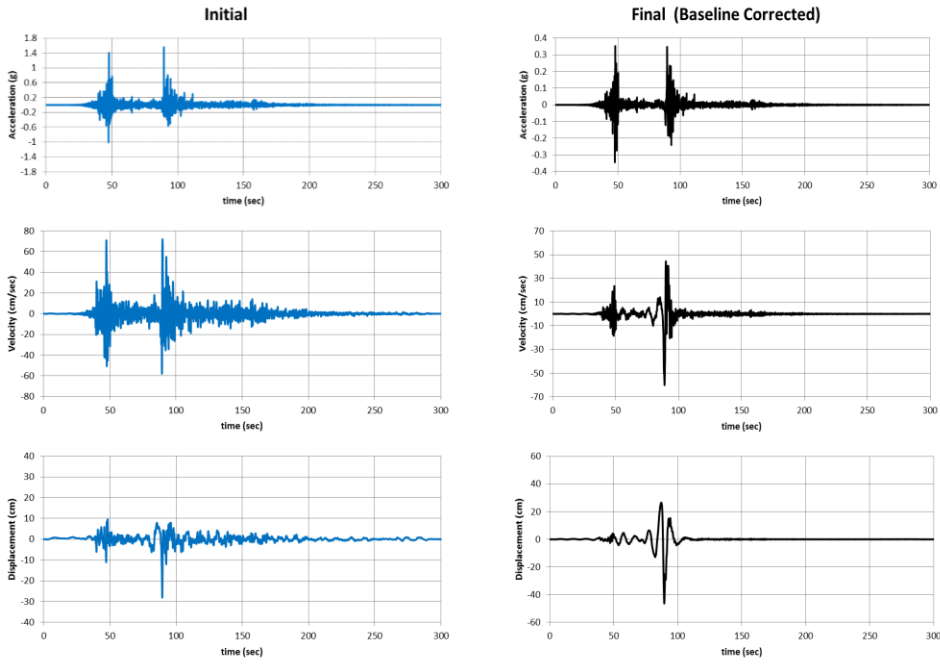 Initial
Final (Baseline Corrected)
Acceleration (g)
1.8
1.4
1
0.6
0.2
-0.2
-0.6
-1
-1.4
-1.8
0 50 100 150 200 250 300
time (sec)
Acceleration (g)
0.4
0.3
0.2
0.1
0
-0.1
-0.2
-0.3
-0.4
0 50 100 150 200 250 300
time (sec)
Velocity (cm/sec)
80
60
40
20
0
-20
-40
-60
-80
0 50 100 150 200 250 300
time (sec)
Velocity (cm/sec)
70
50
30
10
-10
-30
-50
-70
0 50 100 150 200 250 300
time (sec)
Displacement (cm)
40
30
20
10
0
-10
-20
-30
-40
0 50 100 150 200 250 300
time (sec)
Displacement (cm)
60
40
20
0
-20
-40
-60
0 50 100 150 200 250 300
time (sec)